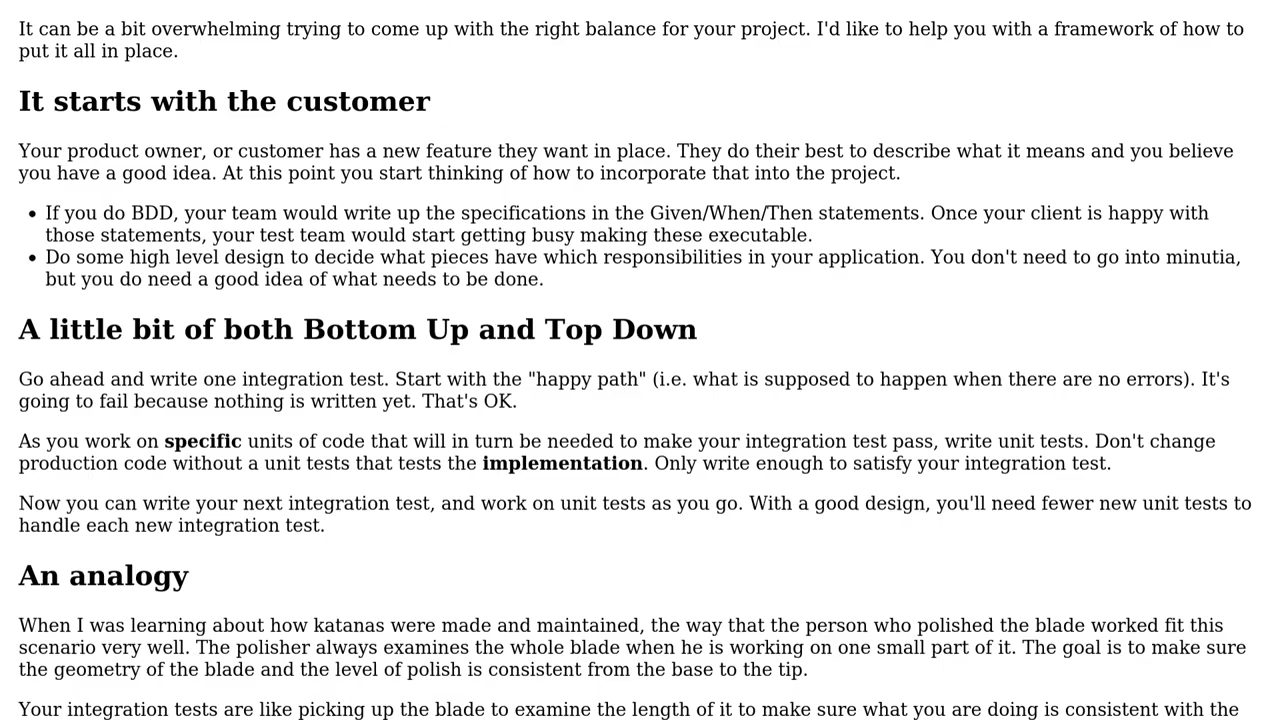 It can be a bit overwhelming trying to come up with the right balance for your project. I'd like to help you with a framework of how to
put it all in place.
It starts with the customer
Your product owner, or customer has a new feature they want in place. They do their best to describe what it means and you believe
you have a good idea. At this point you start thinking of how to incorporate that into the project.
• If you do BDD, your team would write up the specifications in the Given/When/Then statements. Once your client is happy with
those statements, your test team would start getting busy making these executable.
• Do some high level design to decide what pieces have which responsibilities in your application. You don't need to go into minutia,
but you do need a good idea of what needs to be done.
A little bit of both Bottom Up and Top Down
Go ahead and write one integration test. Start with the "happy path" (i.e. what is supposed to happen when there are no errors). It's
going to fail because nothing is written yet. That's OK.
As you work on specific units of code that will in turn be needed to make your integration test pass, write unit tests. Don't change
production code without a unit tests that tests the implementation. Only write enough to satisfy your integration test.
Now you can write your next integration test, and work on unit tests as you go. With a good design, you'll need fewer new unit tests to
handle each new integration test.
An analogy
When I was learning about how katanas were made and maintained, the way that the person who polished the blade worked fit this
scenario very well. The polisher always examines the whole blade when he is working on one small part of it. The goal is to make sure
the geometry of the blade and the level of polish is consistent from the base to the tip.
Your integration tests are like picking up the blade to examine the length of it to make sure what you are doing is consistent with the